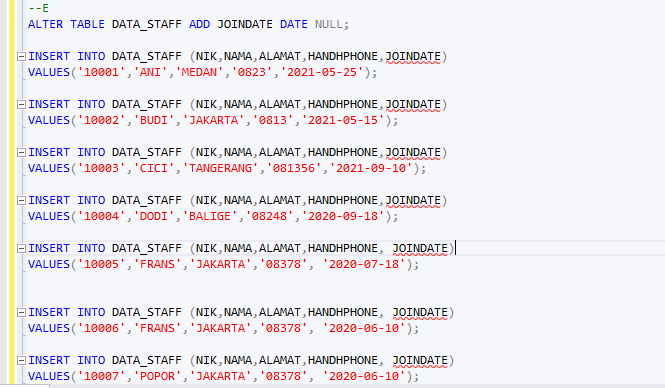 --E
ALTER TABLE DATA_STAFF ADD JOINDATE DATE NULL;
INSERT INTO DATA_STAFF (NIK,NAMA,ALAMAT,HANDHPHONE,JOINDATE)
VALUES('10001','ANI','MEDAN','0823','2021-05-25');
INSERT INTO DATA_STAFF (NIK,NAMA,ALAMAT,HANDHPHONE,JOINDATE)
VALUES('10002','BUDI','JAKARTA','0813','2021-05-15');
INSERT INTO DATA_STAFF (NIK,NAMA,ALAMAT,HANDHPHONE,JOINDATE)
VALUES('10003','CICI','TANGERANG','081356','2021-09-10');
INSERT INTO DATA_STAFF (NIK,NAMA,ALAMAT,HANDHPHONE,JOINDATE)
VALUES('10004','DODI','BALIGE','08248','2020-09-18');
INSERT INTO DATA_STAFF (NIK,NAMA,ALAMAT,HANDHPHONE, JOINDATE)
VALUES('10005','FRANS','JAKARTA','08378', '2020-07-18');
INSERT INTO DATA_STAFF (NIK,NAMA,ALAMAT,HANDHPHONE, JOINDATE)
VALUES('10006','FRANS','JAKARTA','08378', '2020-06-10');
INSERT INTO DATA_STAFF (NIK,NAMA,ALAMAT,HANDHPHONE, JOINDATE)
VALUES('10007','POPOR','JAKARTA','08378', '2020-06-10');